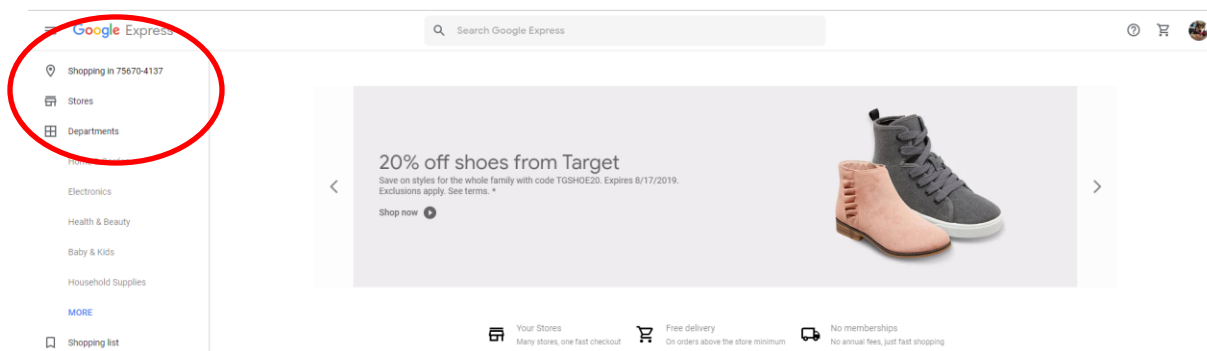 Google Express
Search Google Express
Shopping in 75670-4137
Stores
Departments
Electronics
Health & Beauty
Baby & Kids
Household Supplies
MORE
Shopping list
20% off shoes from Target
Save on styles for the whole family with code TGSHOE20. Expires 8/17/2019.
Exclusions apply. See terms. *
Shop now
Your Stores
Many stores, one fast checkout
Free delivery
On orders above the store minimum
No memberships
No annual fees, just fast shopping